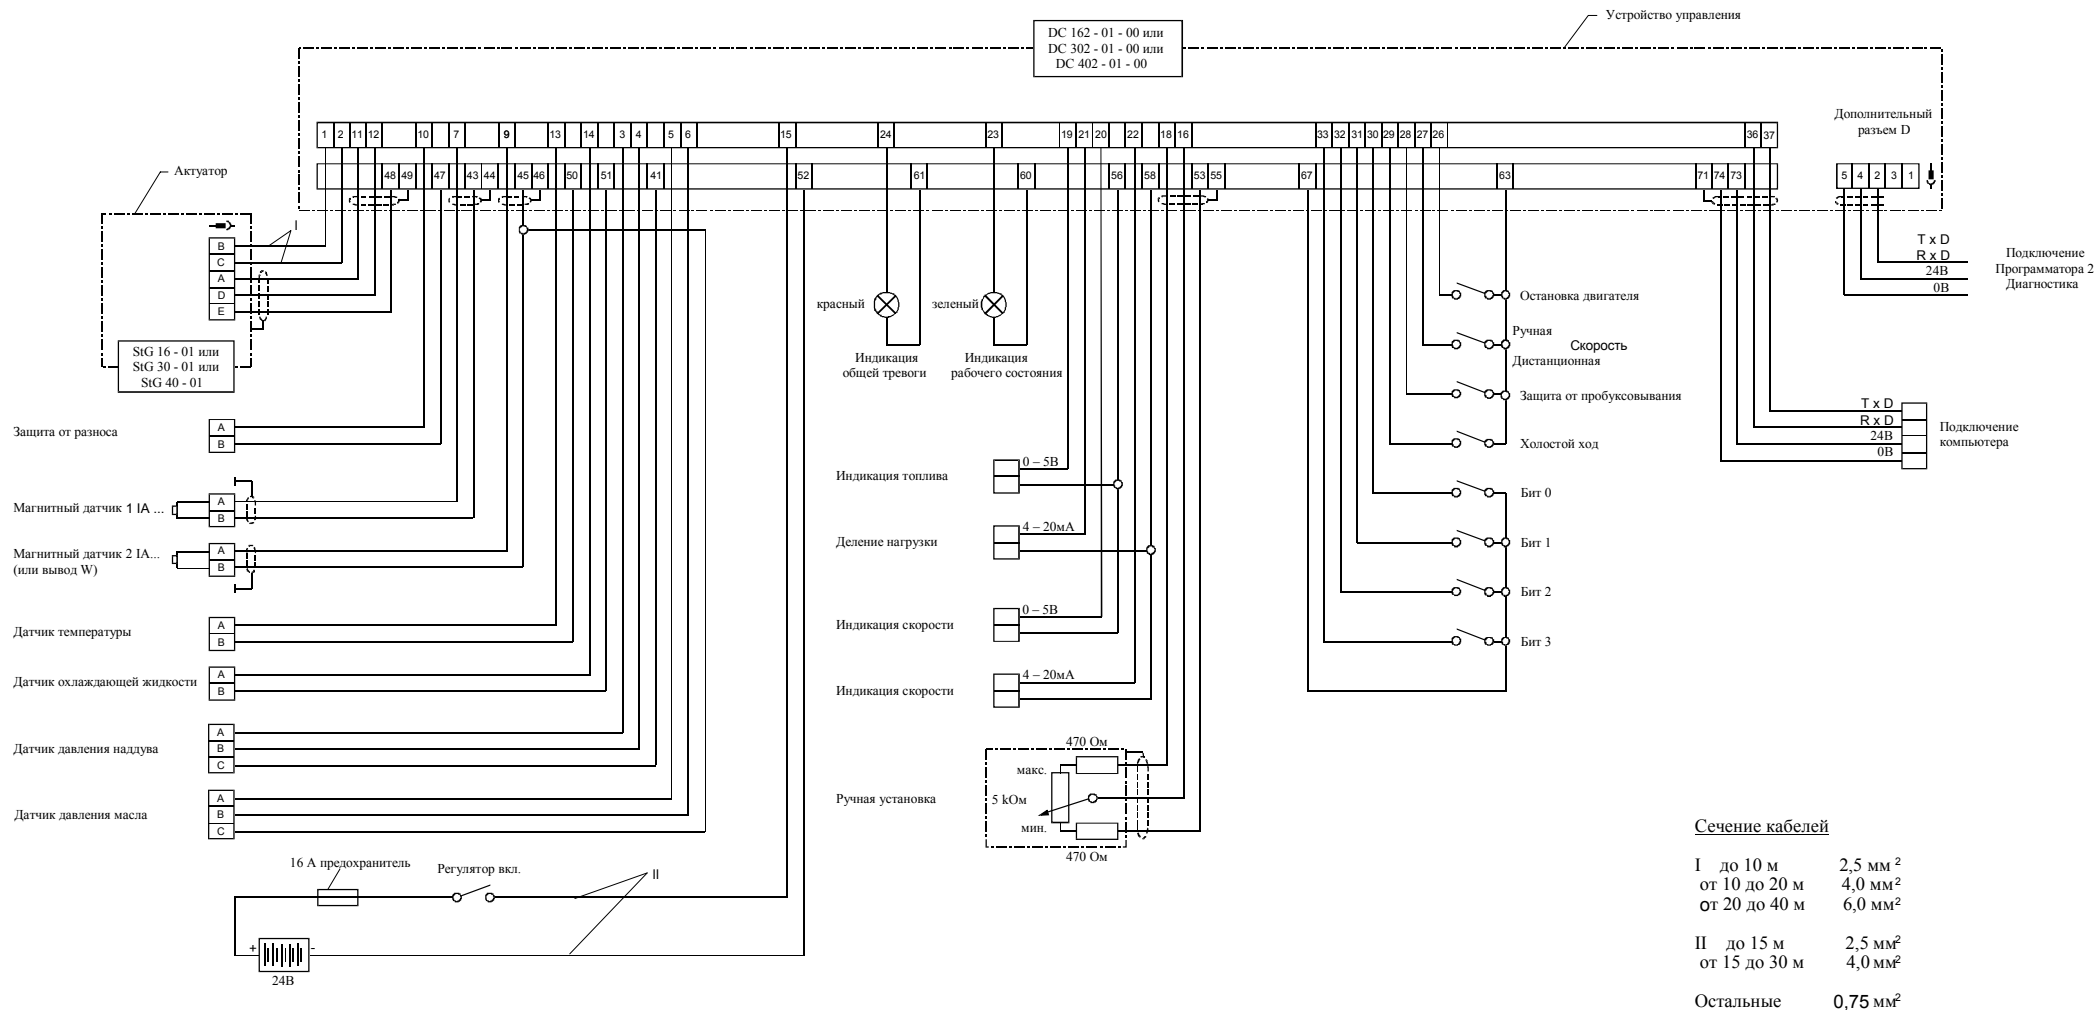 Устройство управления
DC 162 - 01 - 00 или
DC 302 - 01 - 00 или
DC 402 - 01 - 00
Дополнительный
разъем D
1 2 11 12 10 7 9 13 14 3 4 5 6 15 24 23 19 21 20 22 18 16 33 32 31 30 29 28 27 26 36 37
48 49 47 43 44 45 46 50 51 41 52 61 60 56 58 53 55 67 63 71 74 73
5 4 2 3 1
Актуатор
B
C
A
D
E
I
StG 16 - 01 или
StG 30 - 01 или
StG 40 - 01
Защита от разноса
A
B
Магнитный датчик 1 IA ...
A
B
Магнитный датчик 2 IA...
(или вывод W)
A
B
Датчик температуры
A
B
Датчик охлаждающей жидкости
A
B
Датчик давления наддува
A
B
C
Датчик давления масла
A
B
C
16 А предохранитель
Регулятор вкл.
II
+ -
24В
красный
Индикация
общей тревоги
зеленый
Индикация
рабочего состояния
Индикация топлива
0 – 5В
Деление нагрузки
4 – 20мА
Индикация скорости
0 – 5В
Индикация скорости
4 – 20мА
Ручная установка
470 Ом
макс.
5 kОм
мин.
470 Ом
Остановка двигателя
Ручная
Скорость
Дистанционная
Защита от пробуксовывания
Холостой ход
Бит 0
Бит 1
Бит 2
Бит 3
T x D
R x D
24В
0В
Подключение
Программатора 2
Диагностика
T x D
R x D
24В
0В
Подключение
компьютера
Сечение кабелей
I до 10 м 2,5 мм²
от 10 до 20 м 4,0 мм²
от 20 до 40 м 6,0 мм²
II до 15 м 2,5 мм²
от 15 до 30 м 4,0 мм²
Остальные 0,75 мм²